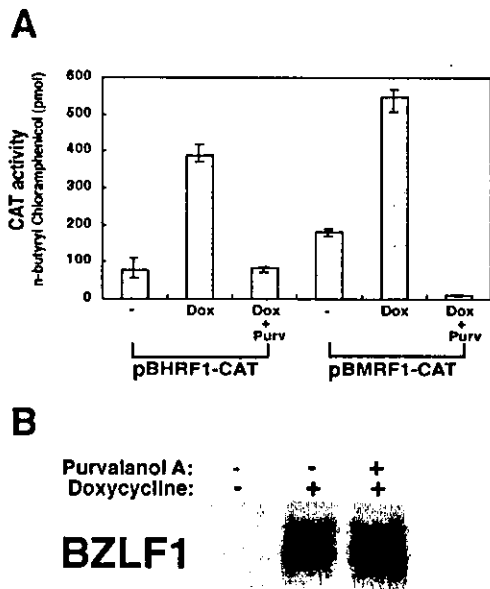 A
CAT activity
n-butyryl Chloramphenicol (pmol)
600
500
400
300
200
100
0
- Dox Dox + Purv - Dox Dox + Purv
pBHRF1-CAT pBMRF1-CAT
B
Purvalanol A: - - +
Doxycycline: - + +
BZLF1